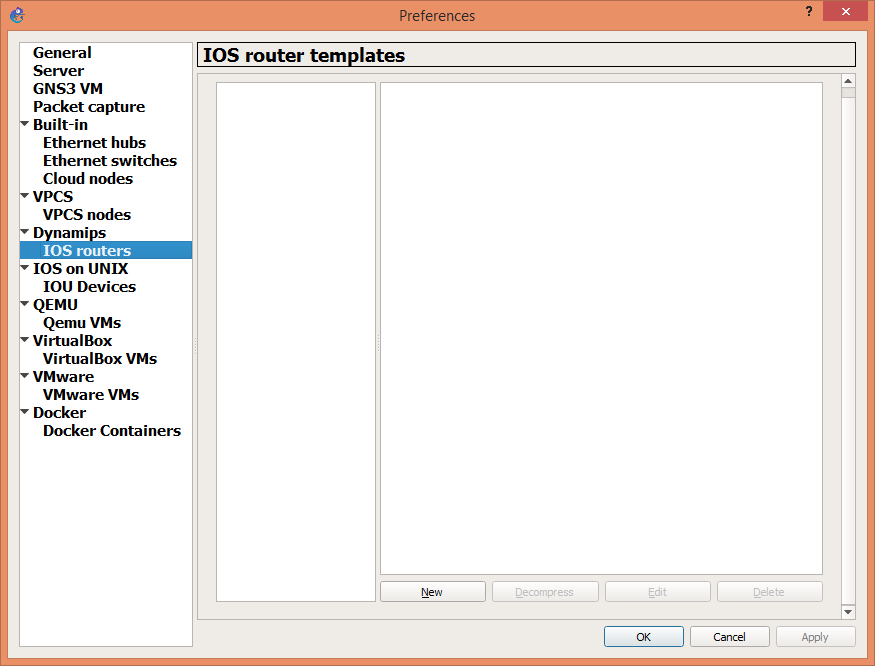 Preferences
?
General
Server
GNS3 VM
Packet capture
Built-in
Ethernet hubs
Ethernet switches
Cloud nodes
VPCS
VPCS nodes
Dynamips
IOS routers
IOS on UNIX
IOU Devices
QEMU
Qemu VMs
VirtualBox
VirtualBox VMs
VMware
VMware VMs
Docker
Docker Containers
IOS router templates
New
Decompress
Edit
Delete
OK
Cancel
Apply